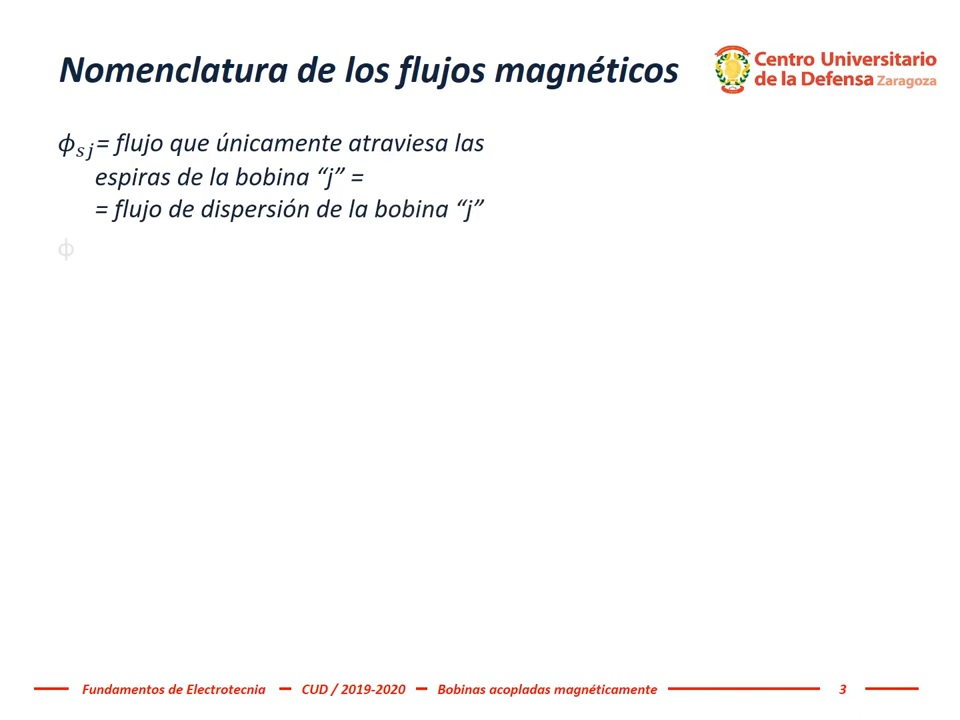 Nomenclatura de los flujos magnéticos
Centro Universitario
de la Defensa Zaragoza
ϕ_sj = flujo que únicamente atraviesa las
espiras de la bobina “j” =
= flujo de dispersión de la bobina “j”
ϕ
Fundamentos de Electrotecnia CUD / 2019-2020 Bobinas acopladas magnéticamente 3